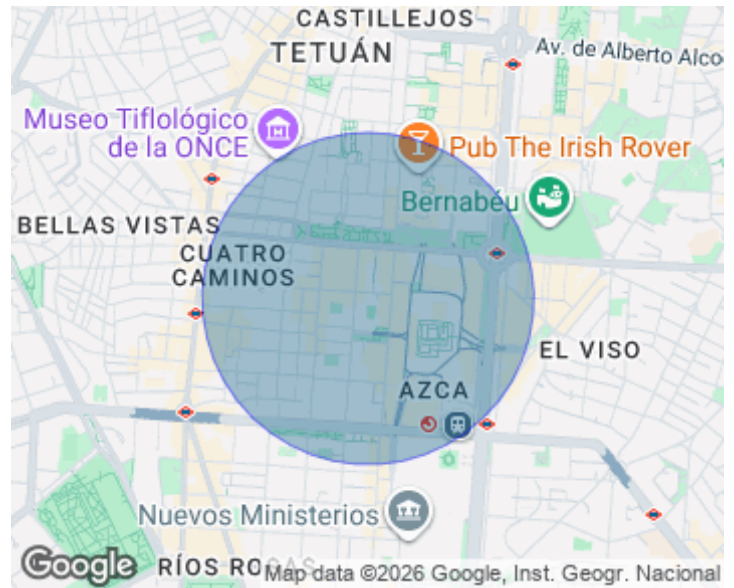 CASTILLEJOS
TETUÁN
Av. de Alberto Alco
Museo Tiflológico
de la ONCE
Pub The Irish Rover
Bernabéu
BELLAS VISTAS
CUATRO
CAMINOS
EL VISO
AZCA
Nuevos Ministerios
Google
RÍOS ROSAS
Map data ©2026 Google, Inst. Geogr. Nacional